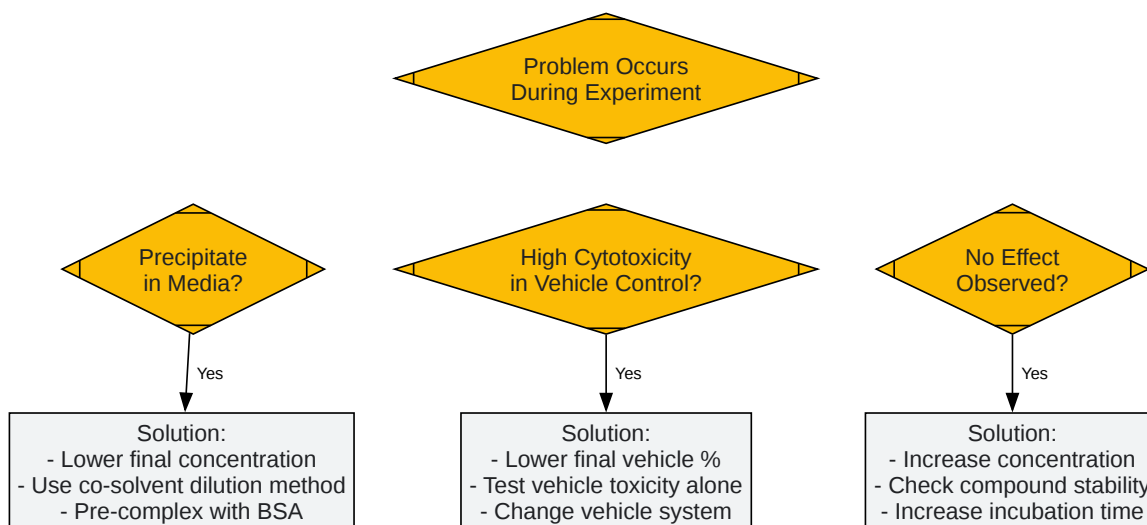 Problem Occurs
During Experiment
Precipitate
in Media?
High Cytotoxicity
in Vehicle Control?
No Effect
Observed?
Yes
Yes
Yes
Solution:
- Lower final concentration
- Use co-solvent dilution method
- Pre-complex with BSA
Solution:
- Lower final vehicle %
- Test vehicle toxicity alone
- Change vehicle system
Solution:
- Increase concentration
- Check compound stability
- Increase incubation time